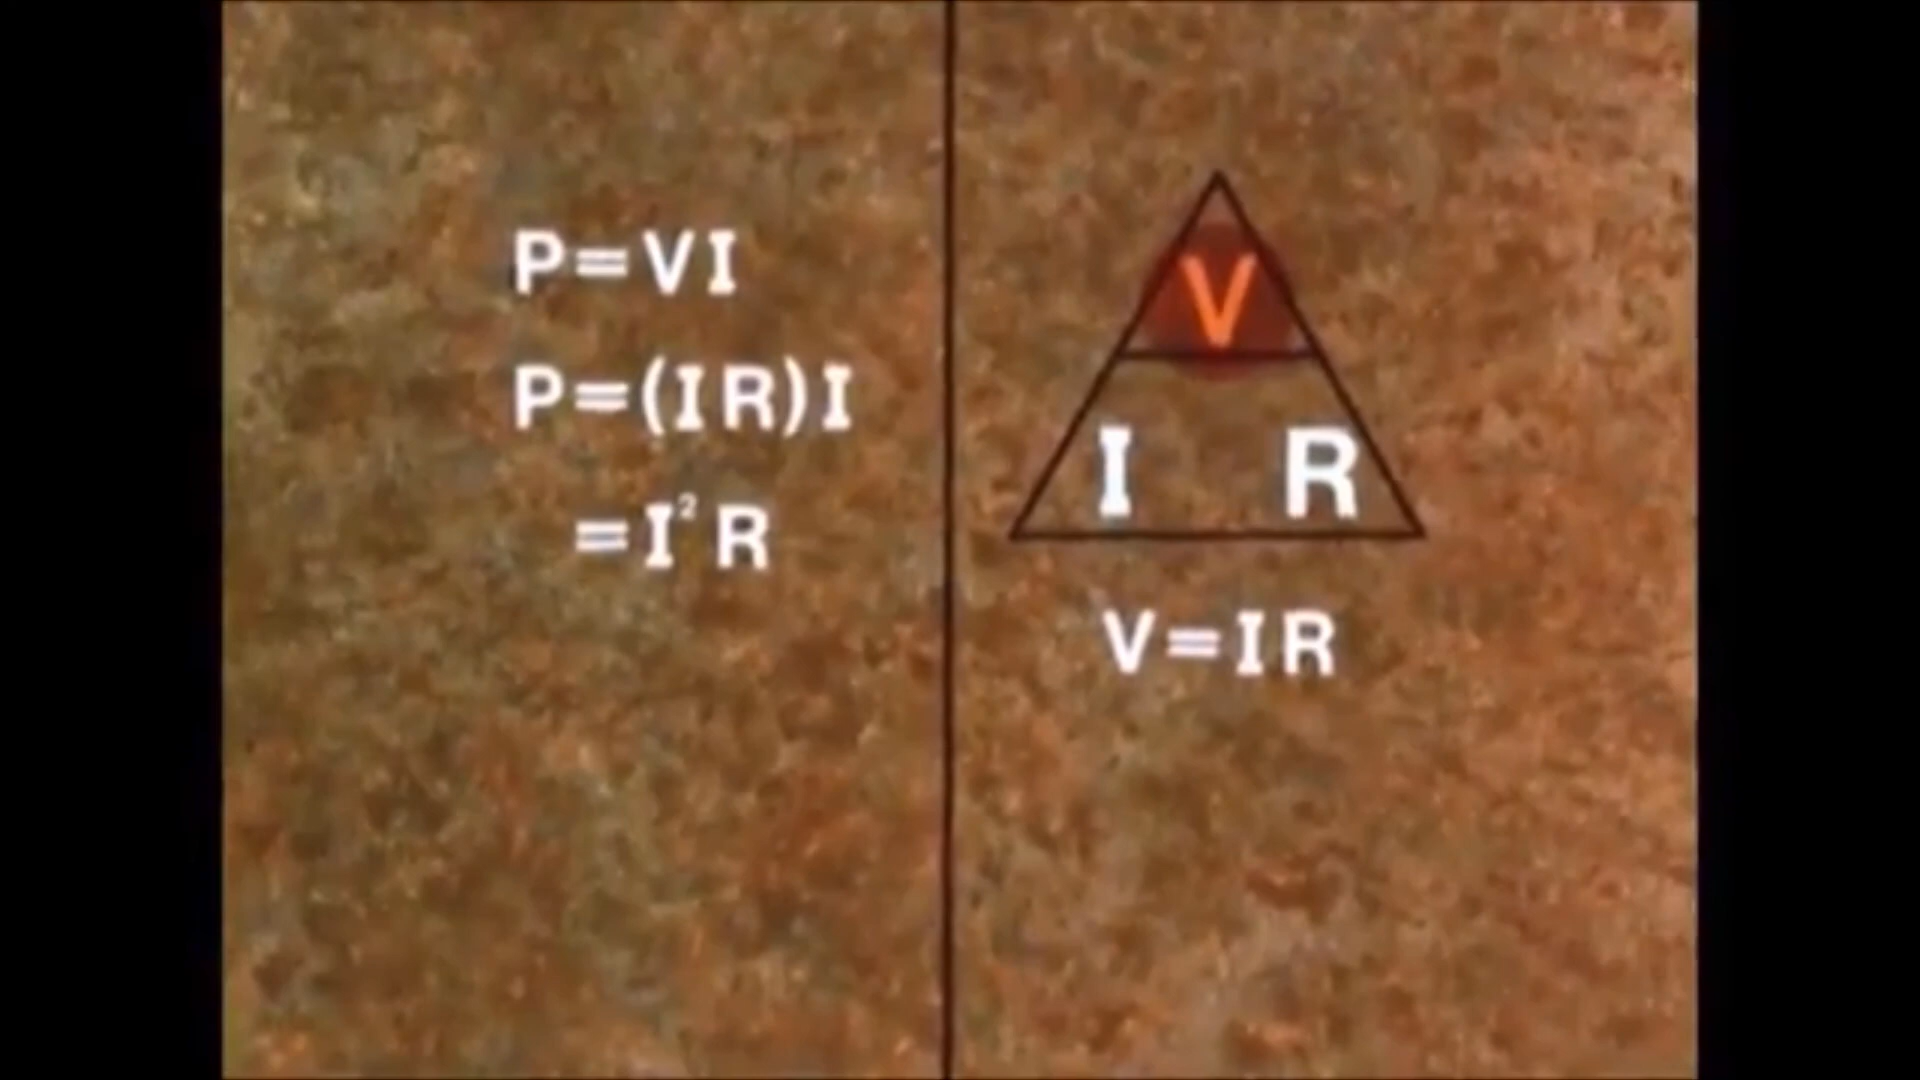 P=VI
P=(IR)I
=I²R
V
I R
V=IR